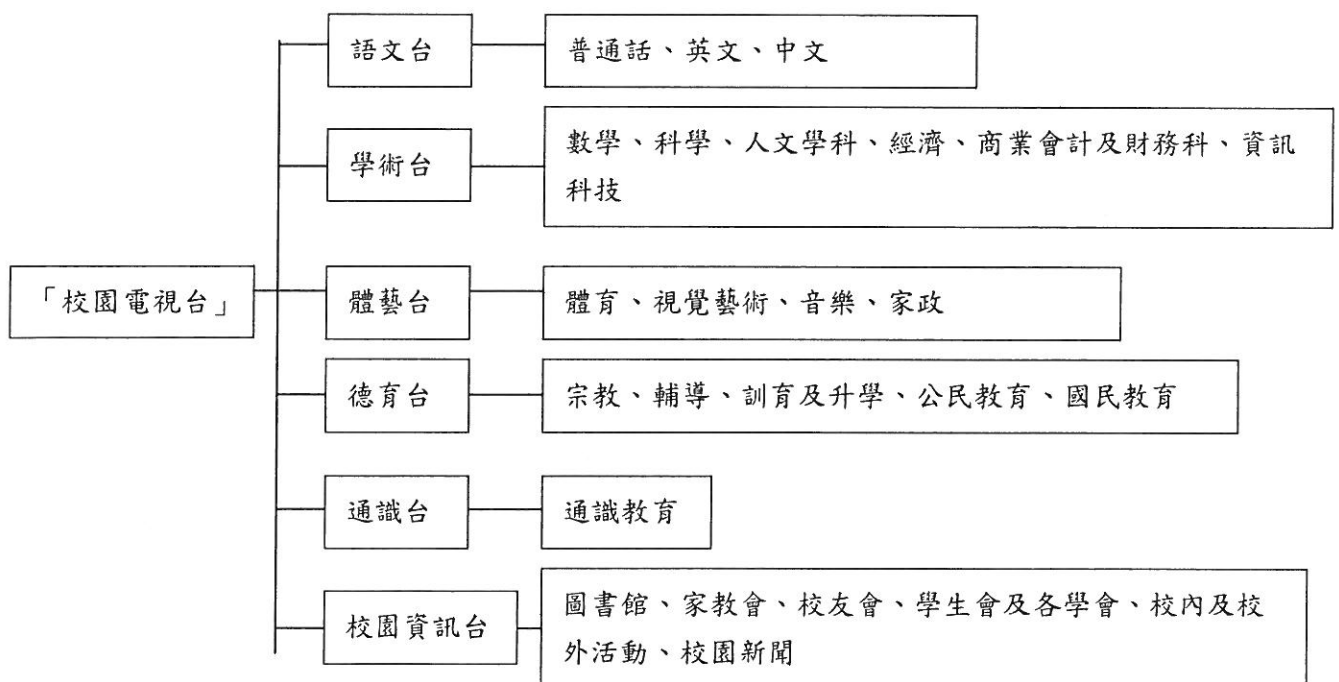 語文台
普通話、英文、中文
學術台
數學、科學、人文學科、經濟、商業會計及財務科、資訊
科技
「校園電視台」
體藝台
體育、視覺藝術、音樂、家政
德育台
宗教、輔導、訓育及升學、公民教育、國民教育
通識台
通識教育
校園資訊台
圖書館、家教會、校友會、學生會及各學會、校內及校
外活動、校園新聞